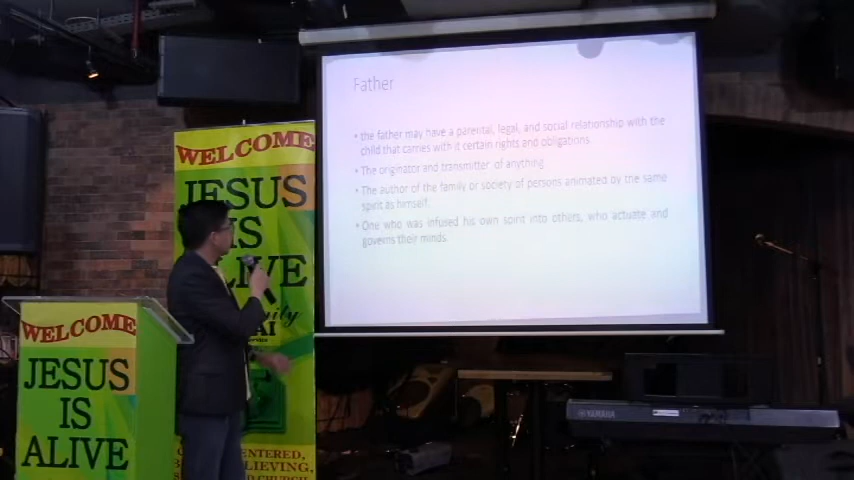 Father
• the father may have a parental, legal, and social relationship with the
child that carries with it certain rights and obligations.
• The originator and transmitter of anything
• The author of the family or society of persons animated by the same
spirit as himself.
• One who was infused his own spirit into others, who actuate and
governs their minds.
WELCOME
JESUS
IS
ALIVE
WELCOME
JESUS
IS
ALIVE
YAMAHA